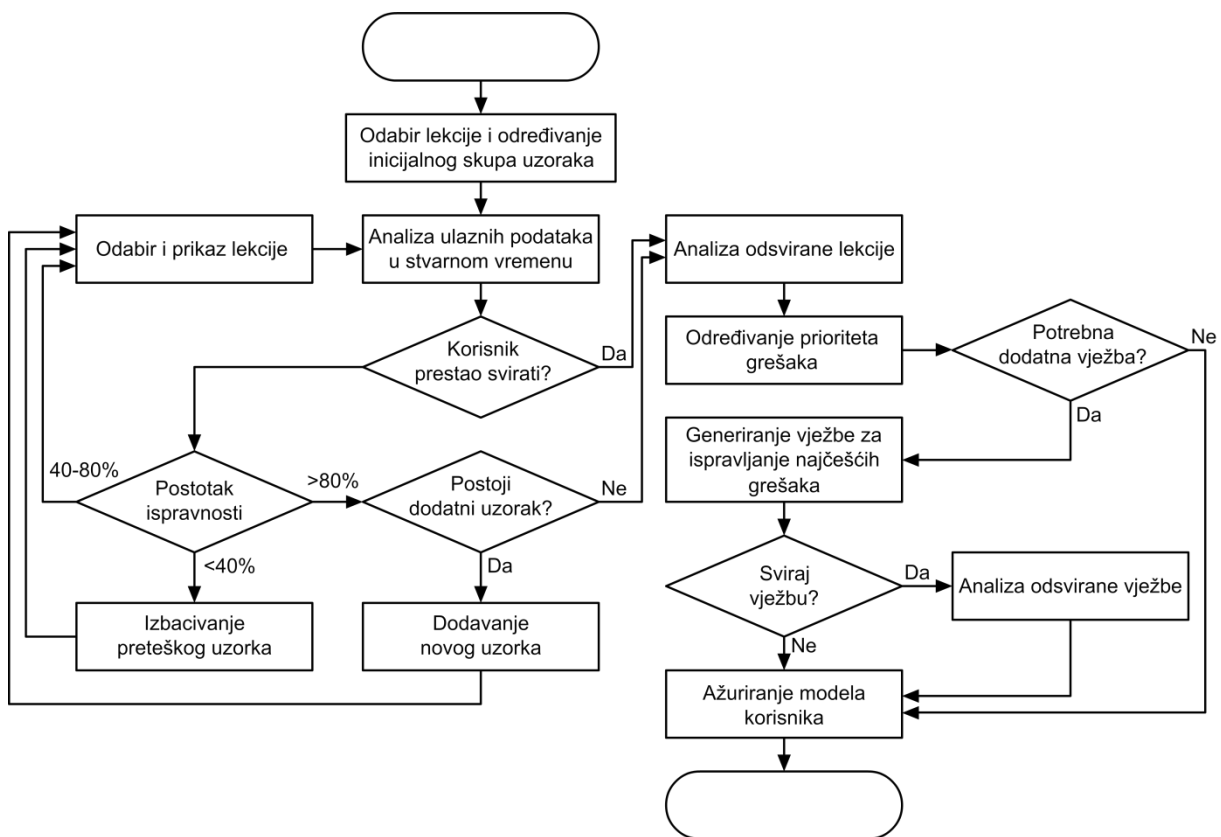 Odabir lekcije i određivanje
inicijalnog skupa uzoraka
Odabir i prikaz lekcije
Analiza ulaznih podataka
u stvarnom vremenu
Korisnik
prestao svirati?
Da
Postotak
ispravnosti
40-80%
>80%
<40%
Postoji
dodatni uzorak?
Ne
Da
Izbacivanje
preteškog uzorka
Dodavanje
novog uzorka
Analiza odsvirane lekcije
Određivanje prioriteta
grešaka
Potrebna
dodatna vježba?
Ne
Da
Generiranje vježbe za
ispravljanje najčešćih
grešaka
Sviraj
vježbu?
Da
Ne
Analiza odsvirane vježbe
Ažuriranje modela
korisnika